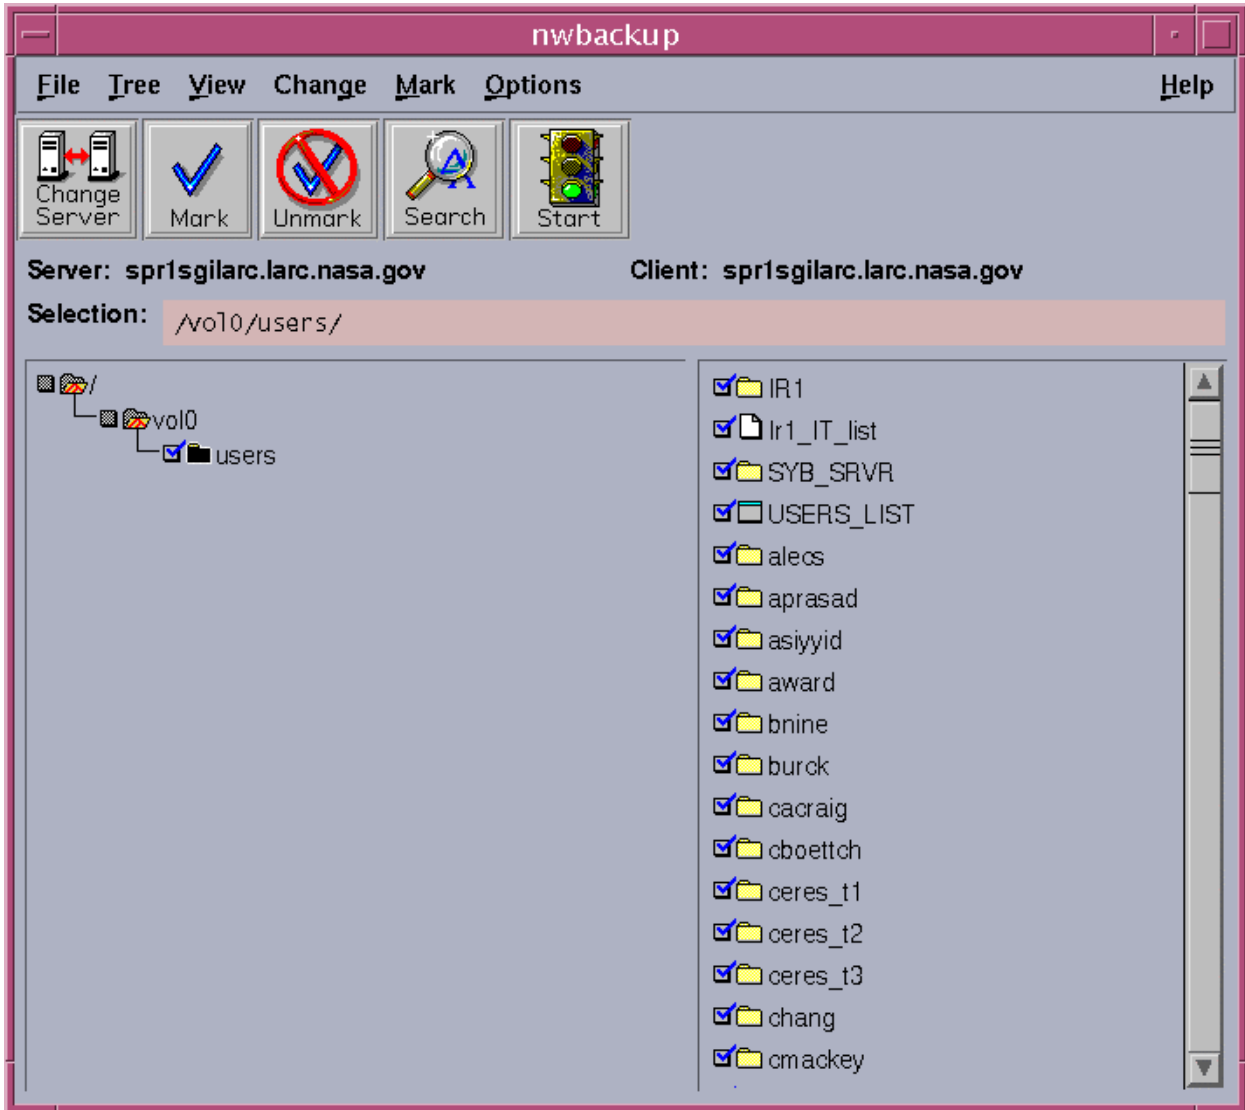 nwbackup
File Tree View Change Mark Options Help
Change Server
Mark
Unmark
Search
Start
Server: spr1sgilarc.larc.nasa.gov Client: spr1sgilarc.larc.nasa.gov
Selection: /vol0/users/
/
vol0
users
IR1
Ir1_IT_list
SYB_SRVR
USERS_LIST
alecs
aprasad
asiyyid
award
bnine
burck
cacraig
cboettch
ceres_t1
ceres_t2
ceres_t3
chang
cmackey